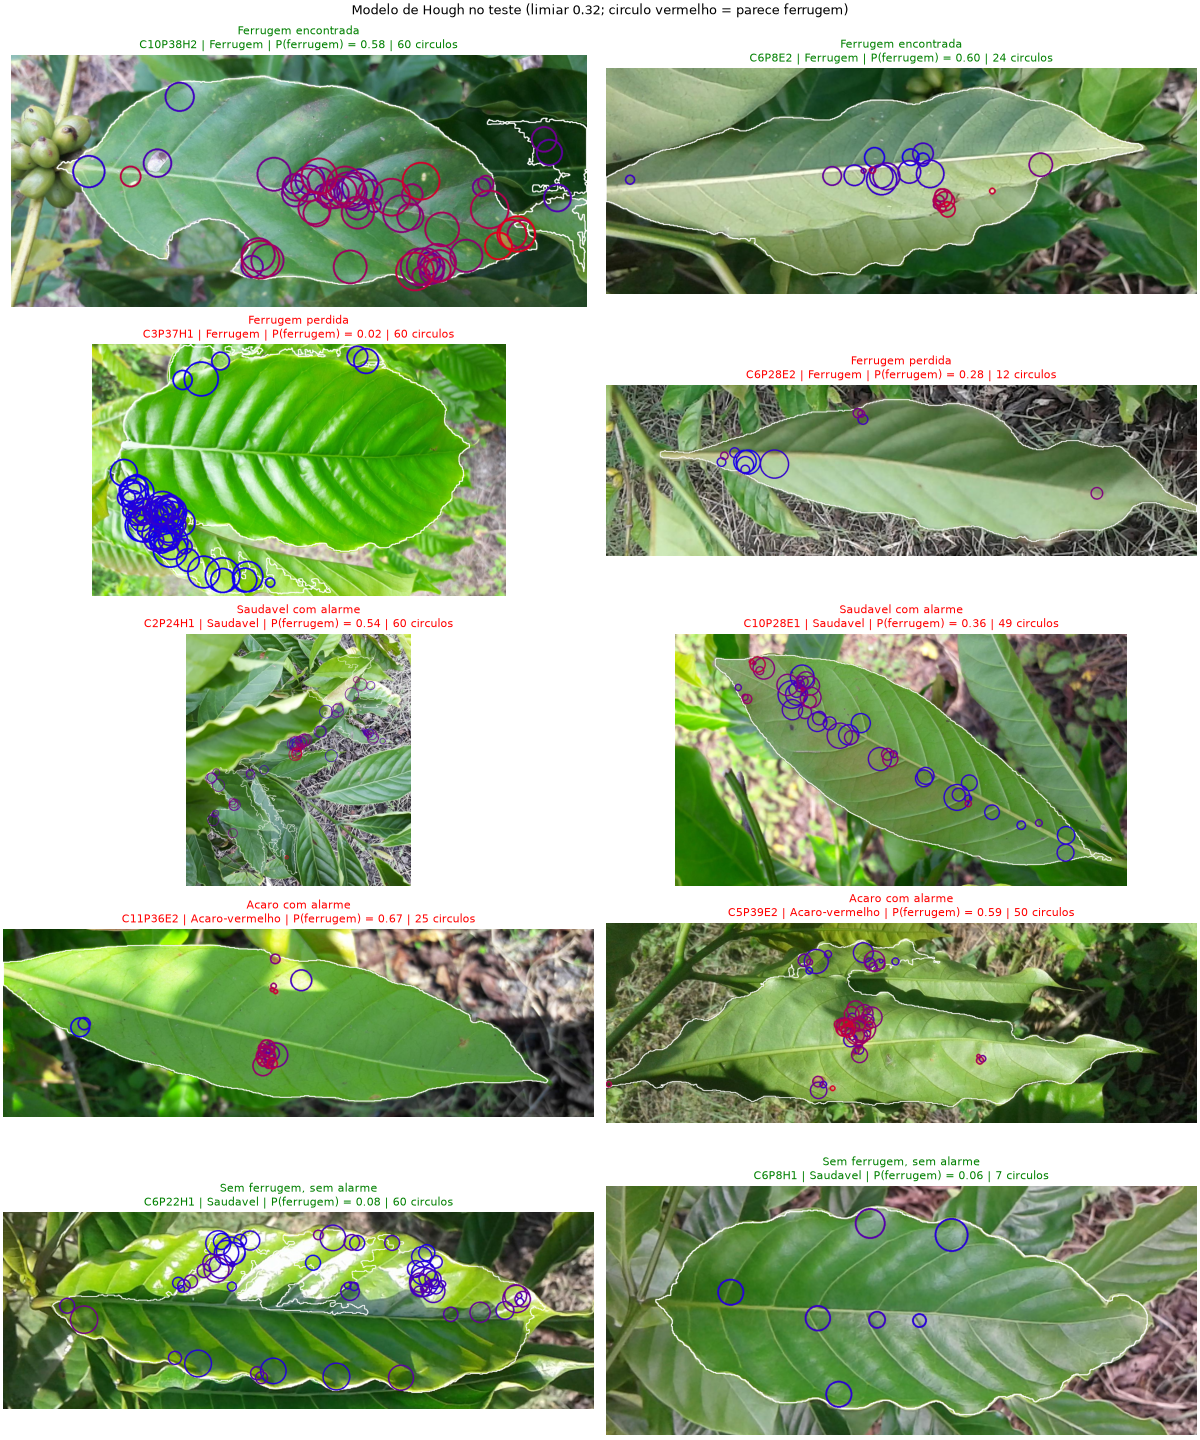 Modelo de Hough no teste (limiar 0.32; circulo vermelho = parece ferrugem)
Ferrugem encontrada
C10P38H2 | Ferrugem | P(ferrugem) = 0.58 | 60 circulos
Ferrugem encontrada
C6P8E2 | Ferrugem | P(ferrugem) = 0.60 | 24 circulos
Ferrugem perdida
C3P37H1 | Ferrugem | P(ferrugem) = 0.02 | 60 circulos
Ferrugem perdida
C6P28E2 | Ferrugem | P(ferrugem) = 0.28 | 12 circulos
Saudavel com alarme
C2P24H1 | Saudavel | P(ferrugem) = 0.54 | 60 circulos
Saudavel com alarme
C10P28E1 | Saudavel | P(ferrugem) = 0.36 | 49 circulos
Acaro com alarme
C11P36E2 | Acaro-vermelho | P(ferrugem) = 0.67 | 25 circulos
Acaro com alarme
C5P39E2 | Acaro-vermelho | P(ferrugem) = 0.59 | 50 circulos
Sem ferrugem, sem alarme
C6P22H1 | Saudavel | P(ferrugem) = 0.08 | 60 circulos
Sem ferrugem, sem alarme
C6P8H1 | Saudavel | P(ferrugem) = 0.06 | 7 circulos